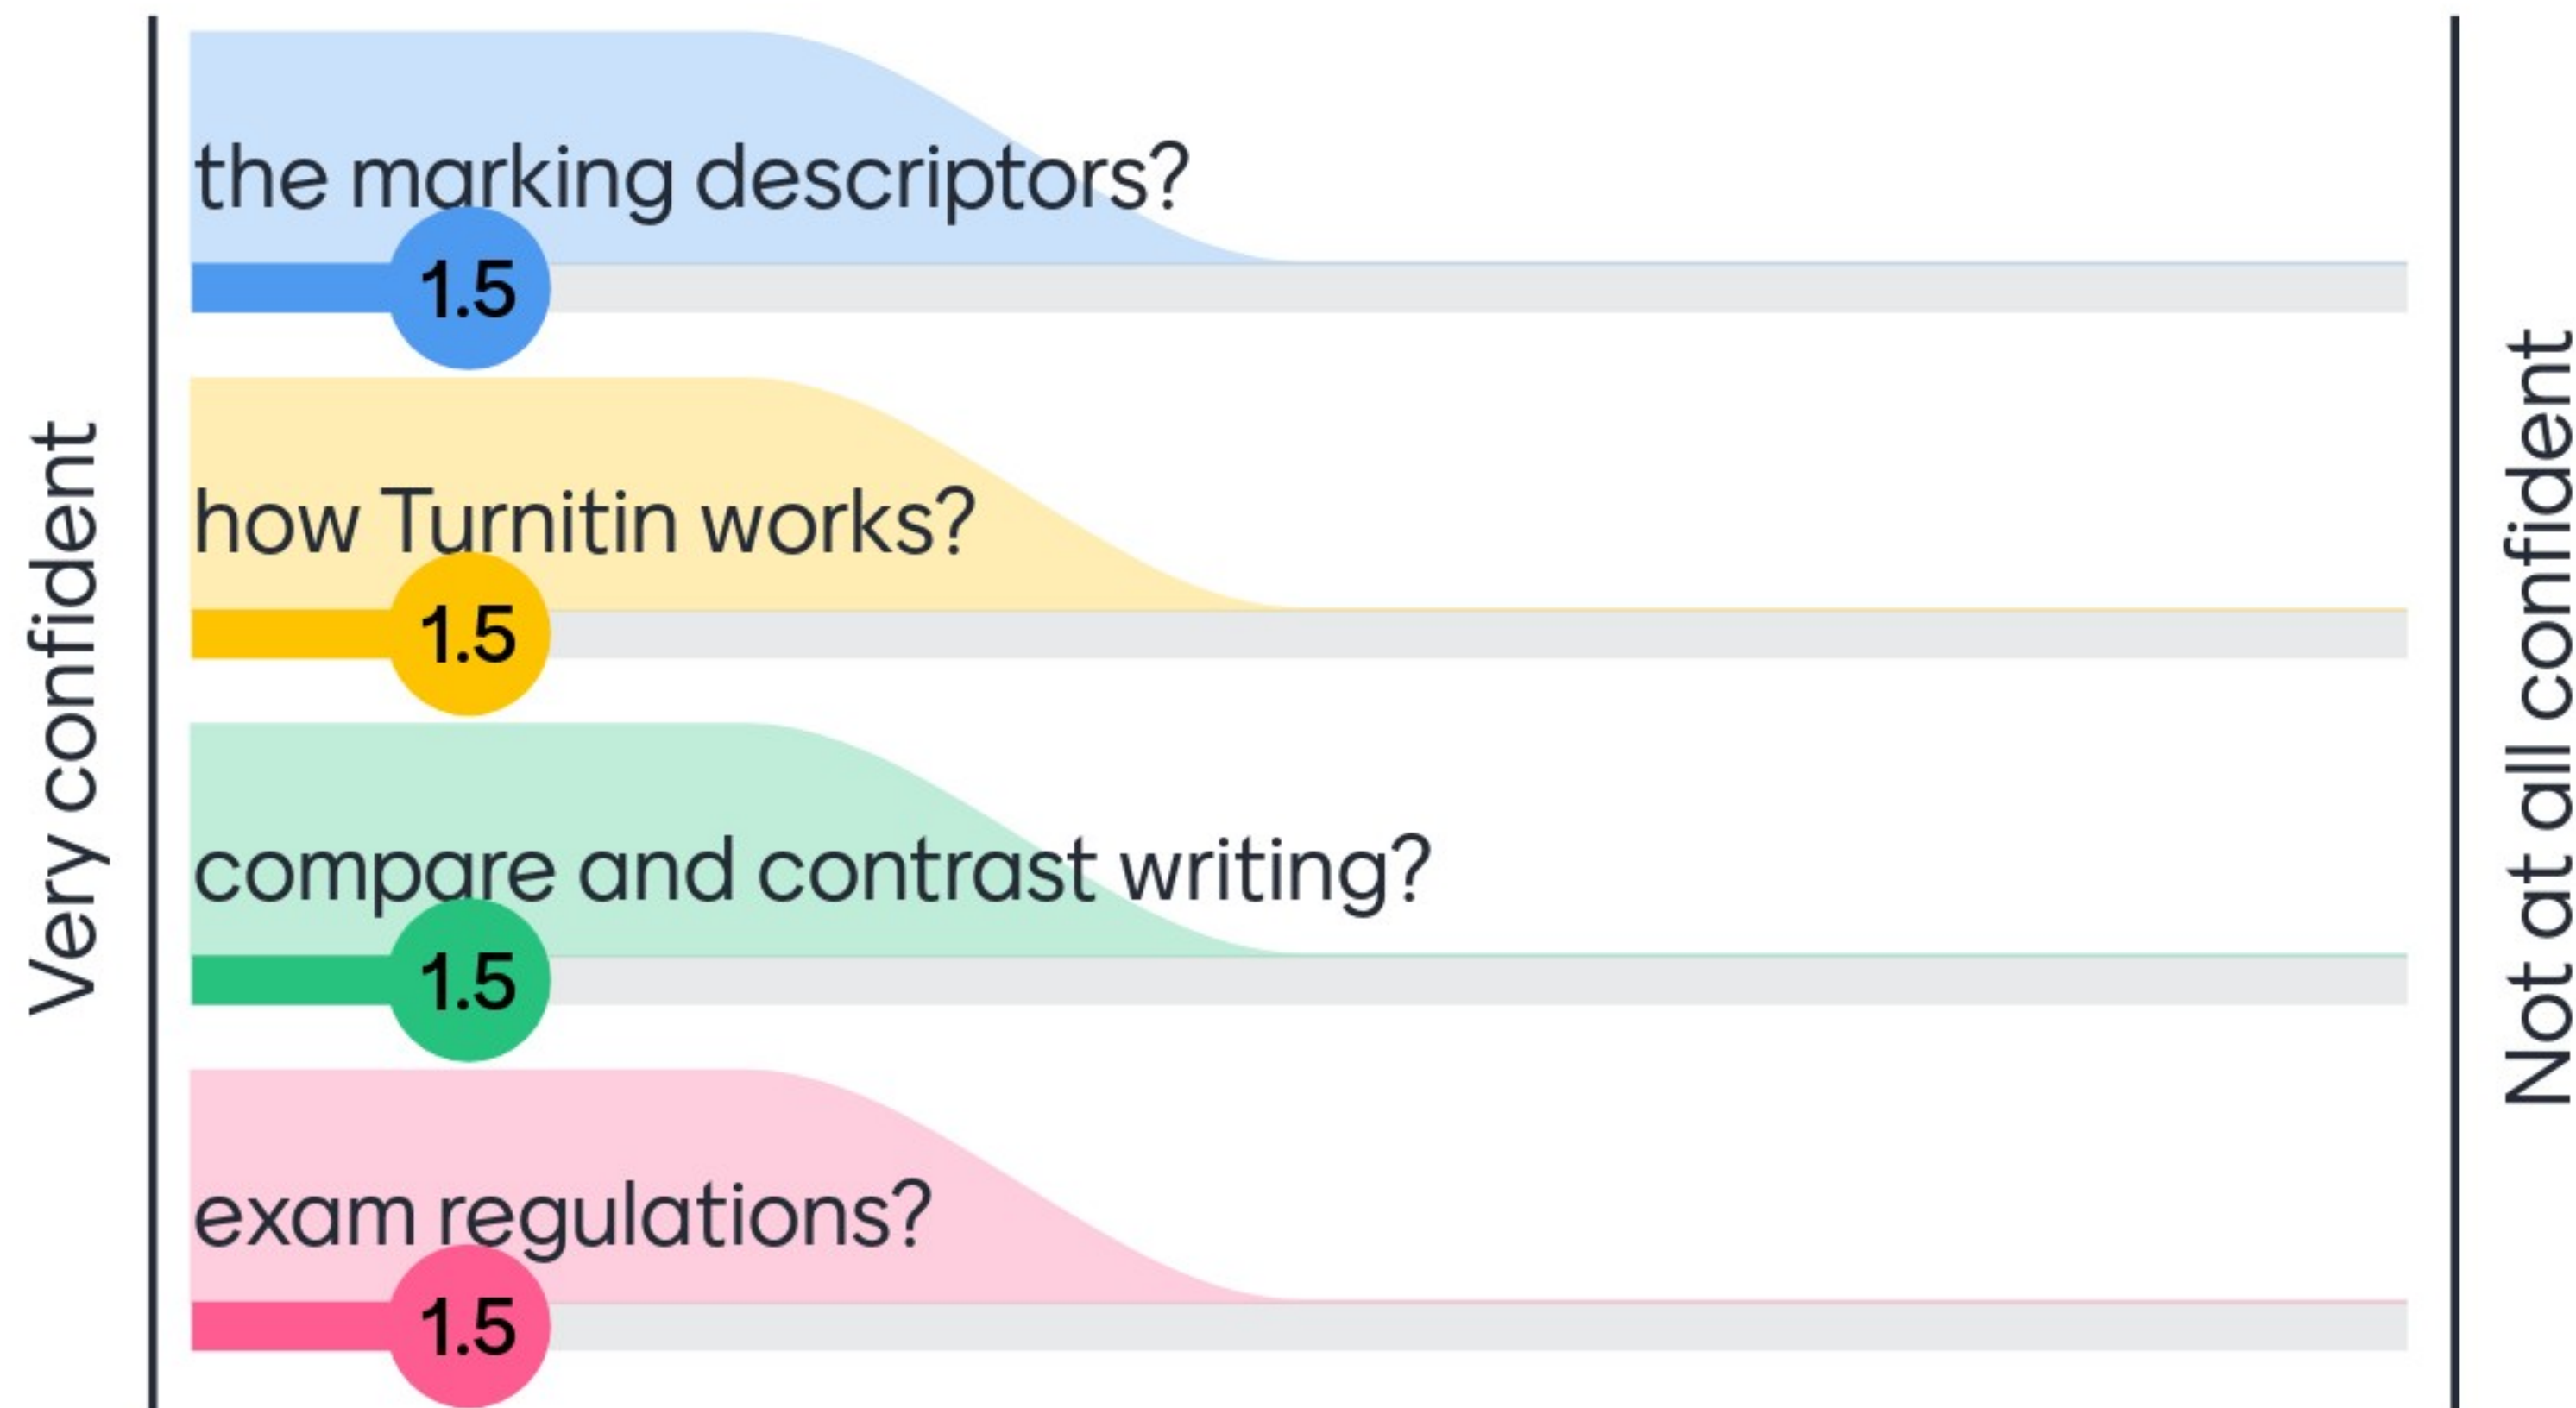 Very confident
the marking descriptors?
1.5
how Turnitin works?
1.5
compare and contrast writing?
1.5
exam regulations?
1.5
Not at all confident